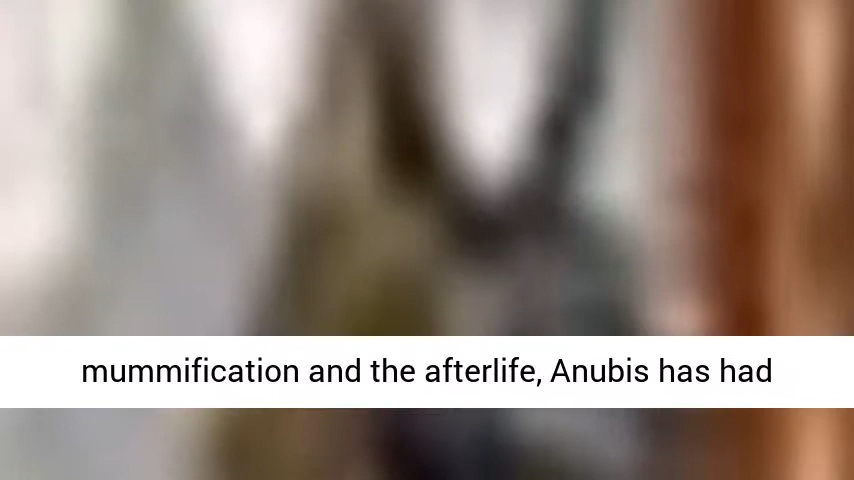 mummification and the afterlife, Anubis has had